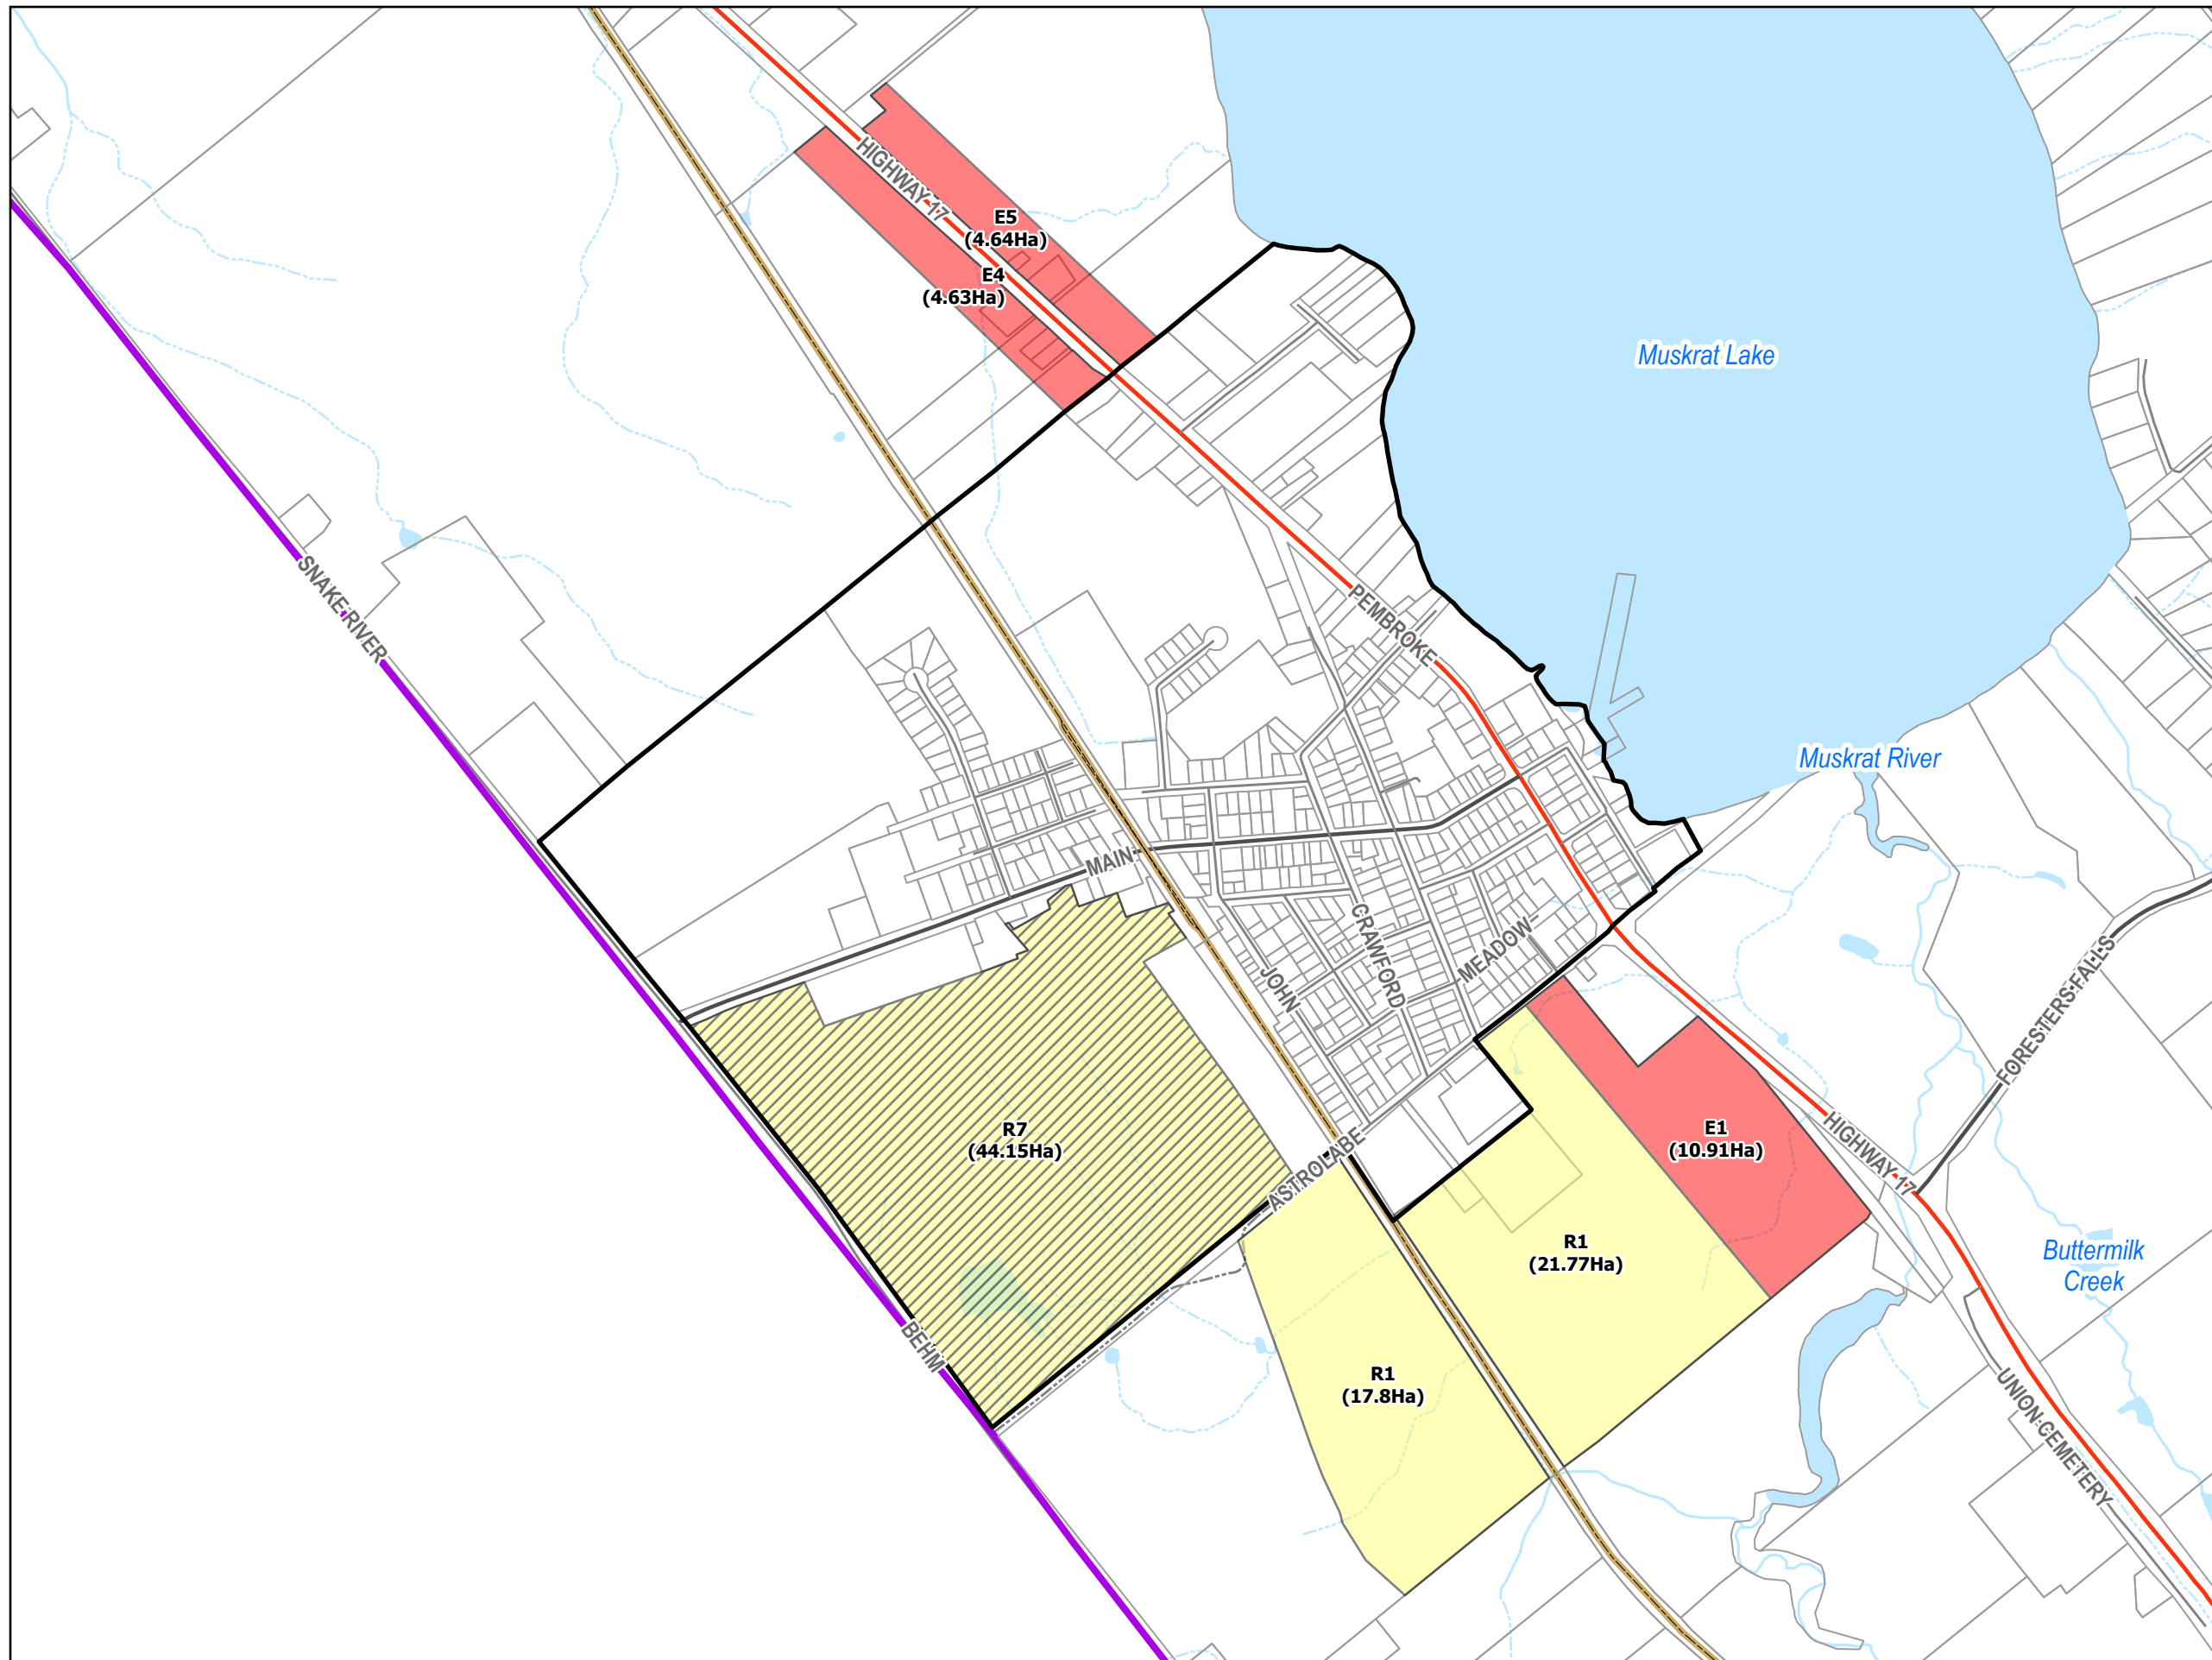 HIGHWAY 17
E5
(4.64Ha)
E4
(4.63Ha)
Muskrat Lake
SNAKE RIVER
PEMBROKE
Muskrat River
MAIN
CRAWFORD
MEADOW
JOHN
FORESTERS FALLS
R7
(44.15Ha)
ASTROLABE
E1
(10.91Ha)
HIGHWAY 17
R1
(21.77Ha)
Buttermilk
Creek
BEHM
R1
(17.8Ha)
UNION CEMETERY